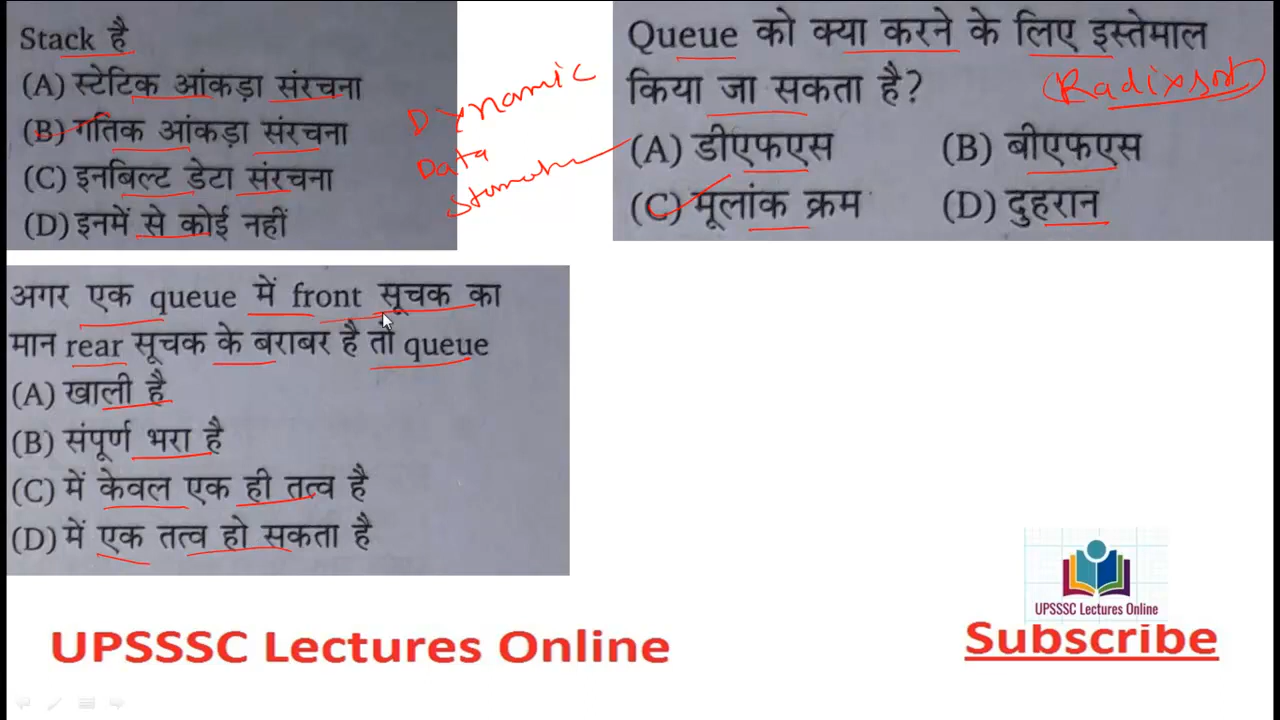 Stack है
(A) स्टेटिक आंकड़ा संरचना
(B) गतिक आंकड़ा संरचना
(C) इनबिल्ट डेटा संरचना
(D) इनमें से कोई नहीं
Dynamic
Data
Queue को क्या करने के लिए इस्तेमाल
किया जा सकता है?
(Radixsort)
(A) डीएफएस (B) बीएफएस
(C) मूलांक क्रम (D) दुहरान
अगर एक queue में front सूचक का
मान rear सूचक के बराबर है तो queue
(A) खाली है
(B) संपूर्ण भरा है
(C) में केवल एक ही तत्व है
(D) में एक तत्व हो सकता है
UPSSSC Lectures Online
UPSSSC Lectures Online
Subscribe